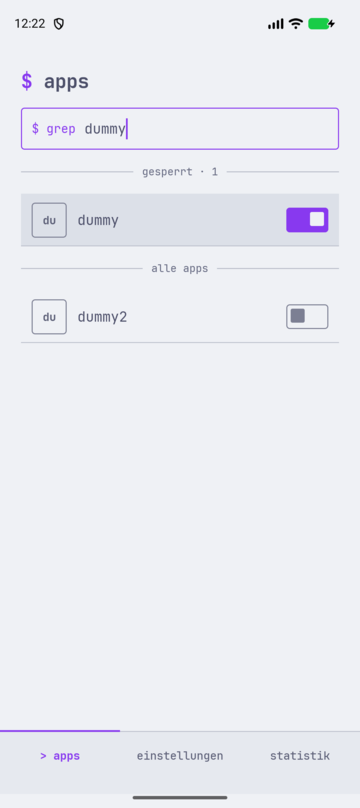 12:22
$ apps
$ grep dummy
gesperrt · 1
du dummy
alle apps
du dummy2
> apps einstellungen statistik